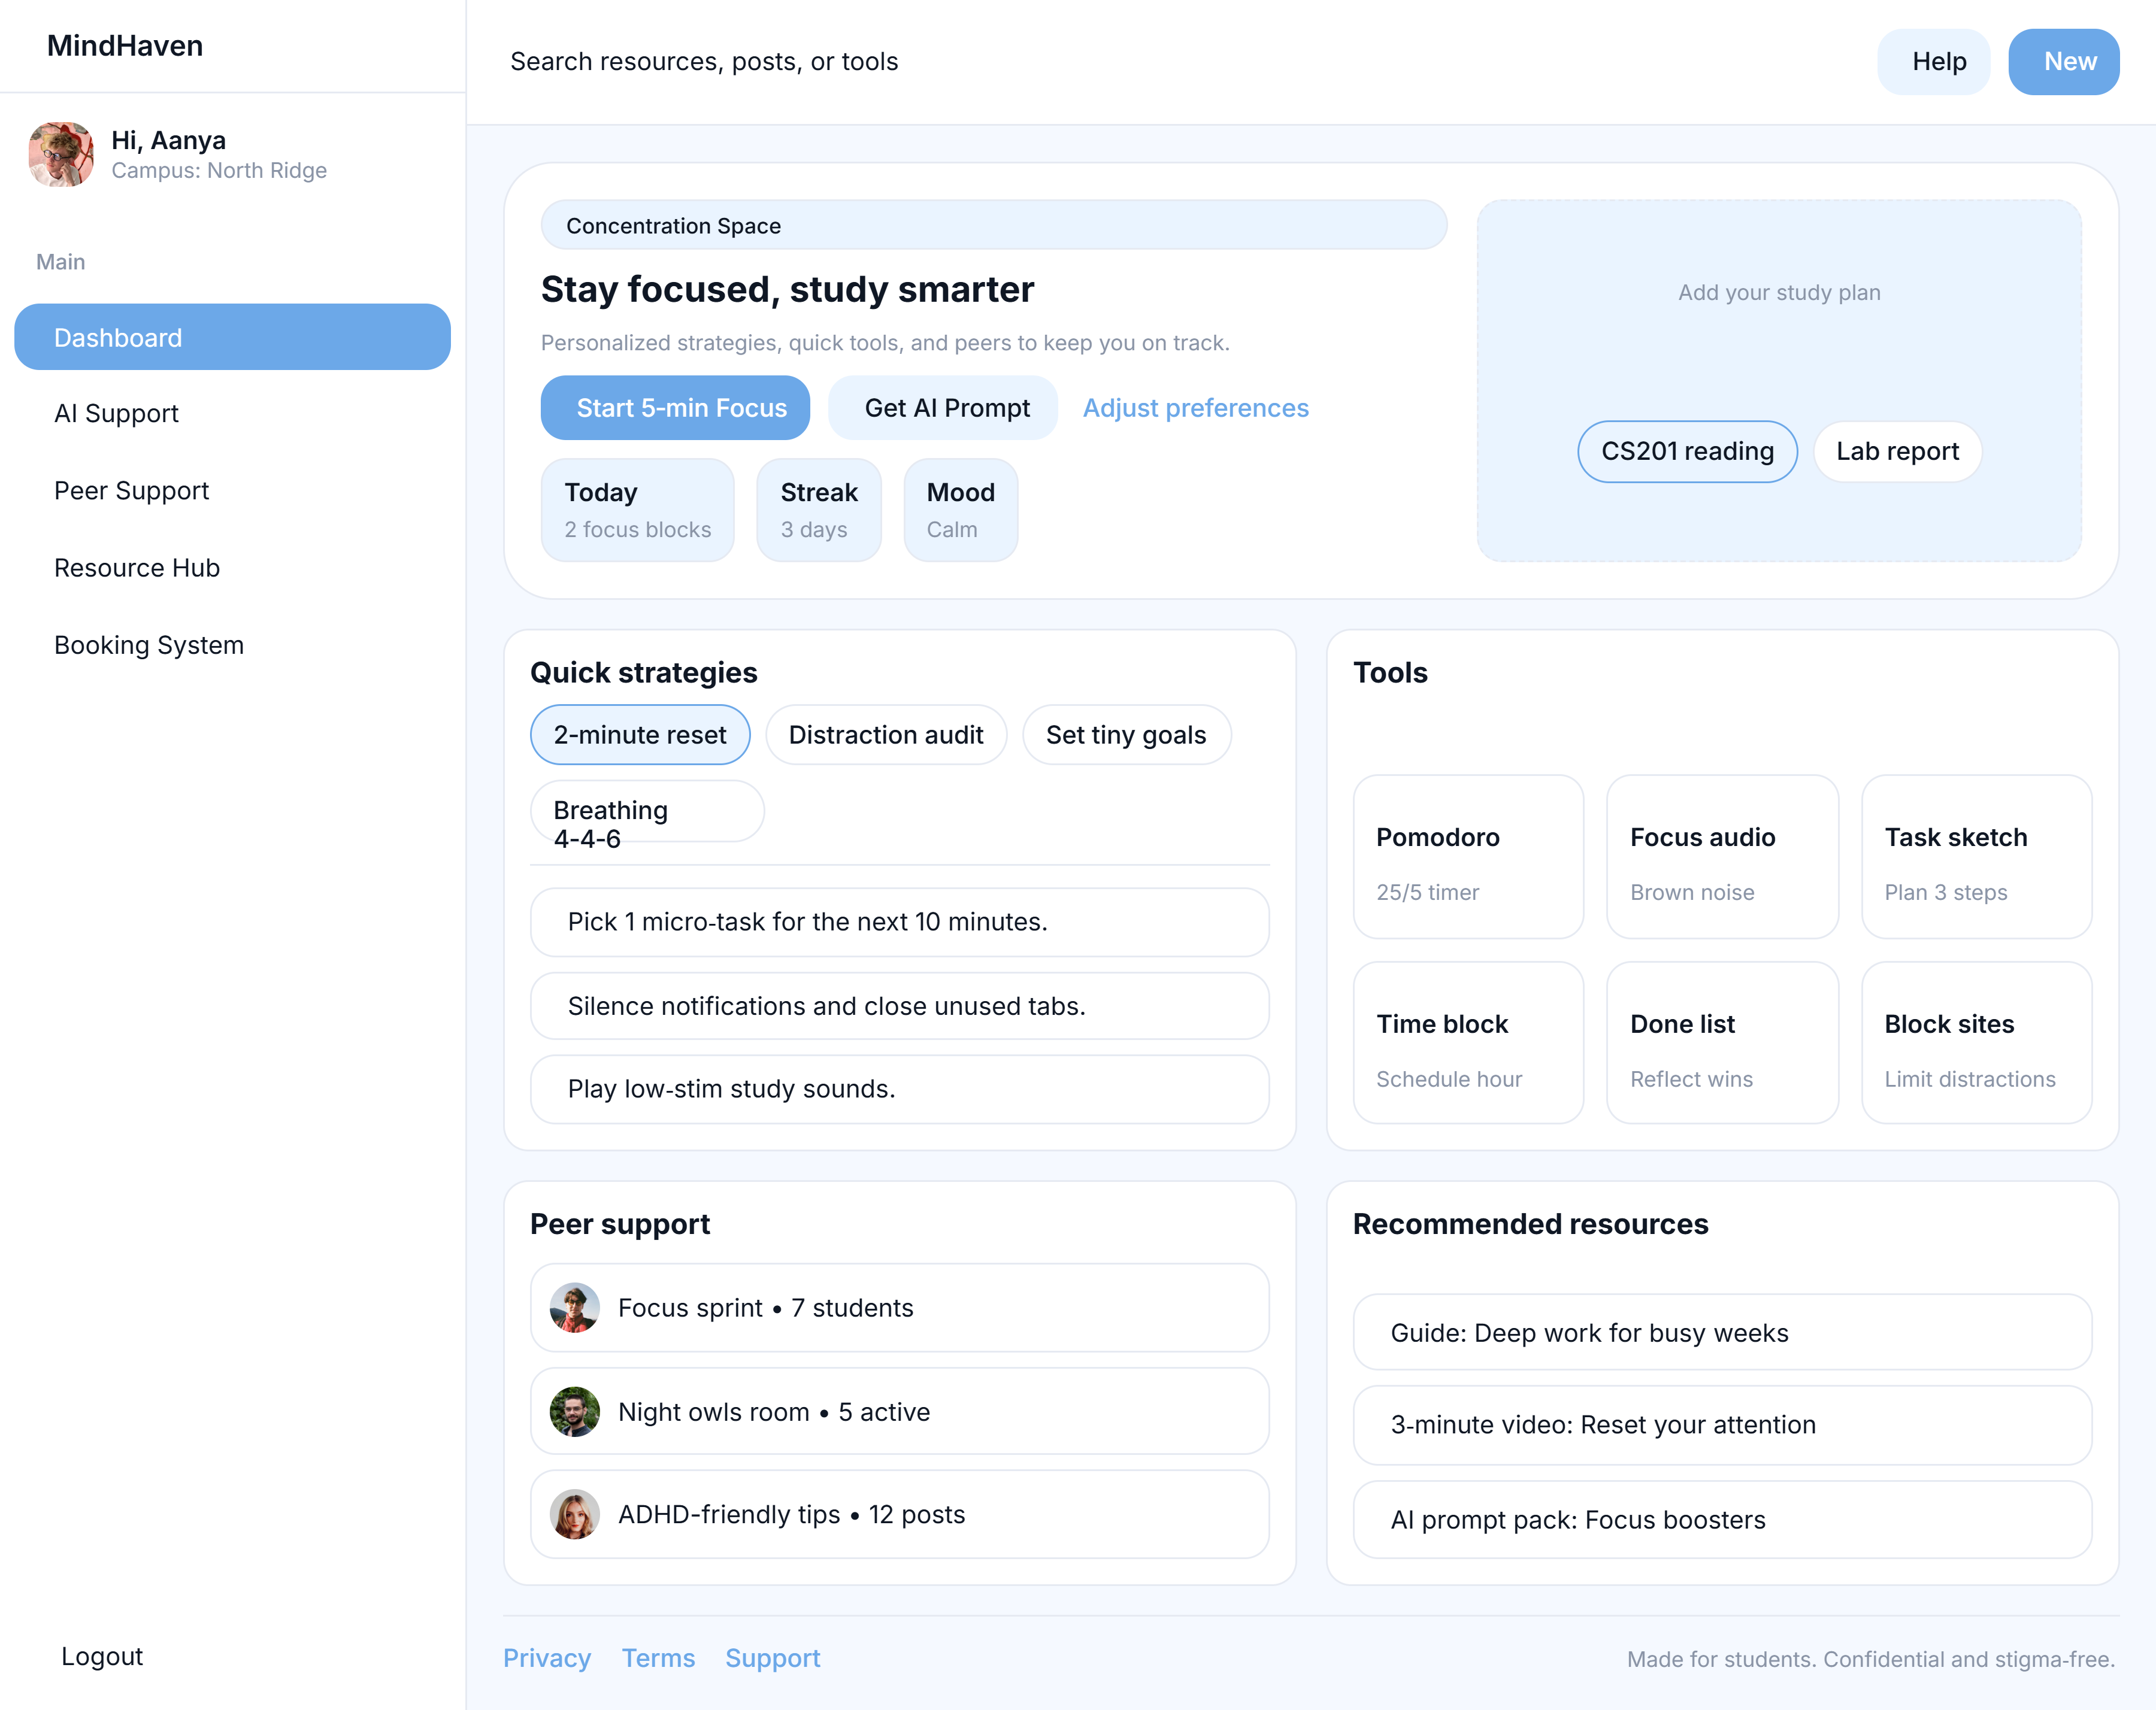 MindHaven
Hi, Aanya
Campus: North Ridge
Main
Dashboard
AI Support
Peer Support
Resource Hub
Booking System
Logout
Search resources, posts, or tools
Help
New
Concentration Space
Stay focused, study smarter
Personalized strategies, quick tools, and peers to keep you on track.
Start 5-min Focus
Get AI Prompt
Adjust preferences
Today
2 focus blocks
Streak
3 days
Mood
Calm
Add your study plan
CS201 reading
Lab report
Quick strategies
2-minute reset
Distraction audit
Set tiny goals
Breathing
4-4-6
Pick 1 micro-task for the next 10 minutes.
Silence notifications and close unused tabs.
Play low-stim study sounds.
Tools
Pomodoro
25/5 timer
Focus audio
Brown noise
Task sketch
Plan 3 steps
Time block
Schedule hour
Done list
Reflect wins
Block sites
Limit distractions
Peer support
Focus sprint • 7 students
Night owls room • 5 active
ADHD-friendly tips • 12 posts
Recommended resources
Guide: Deep work for busy weeks
3-minute video: Reset your attention
AI prompt pack: Focus boosters
Privacy
Terms
Support
Made for students. Confidential and stigma-free.